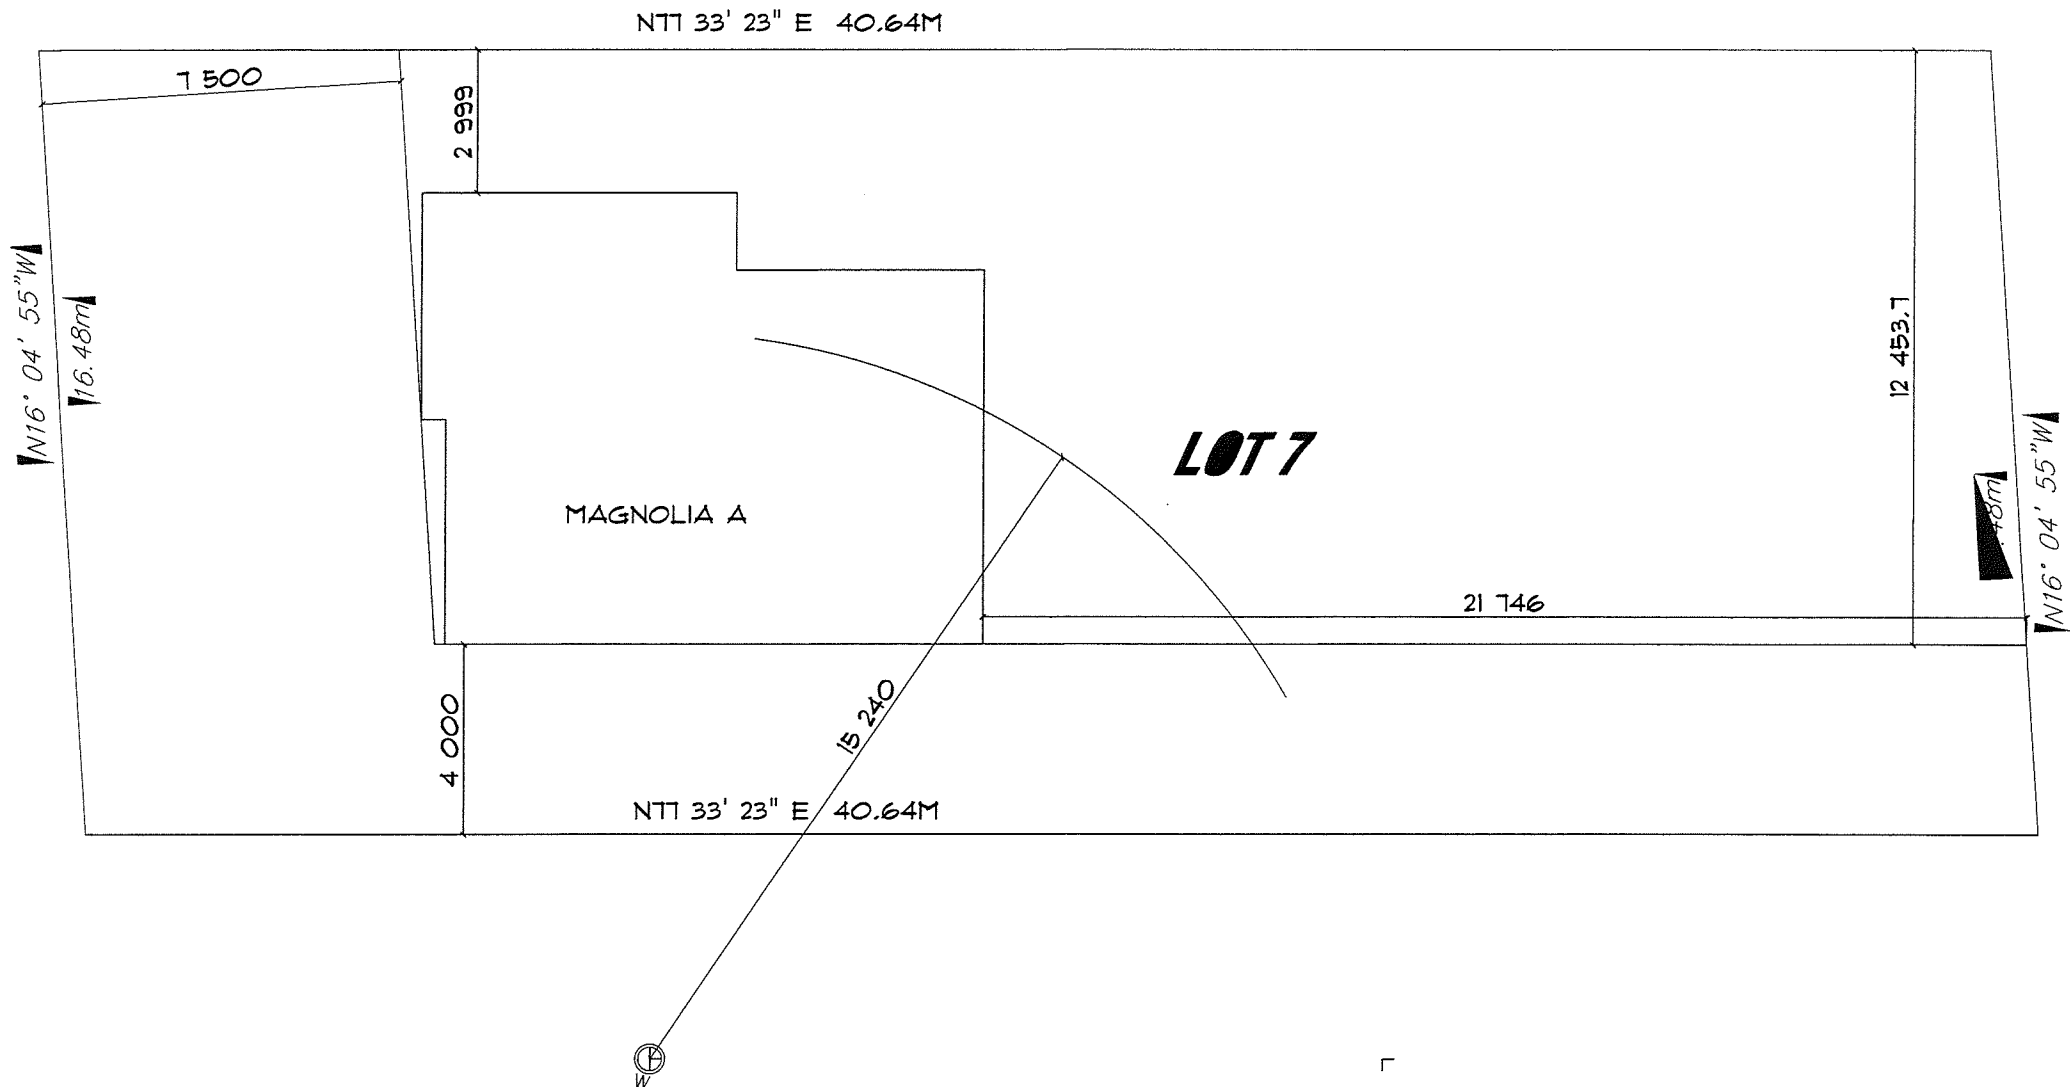 N77 33' 23" E 40.64M
7 500
2 999
N16° 04' 55"W
16.48m
12 453.7
LOT 7
MAGNOLIA A
.48m
N16° 04' 55"W
21 746
4 000
15 240
N77 33' 23" E 40.64M
W